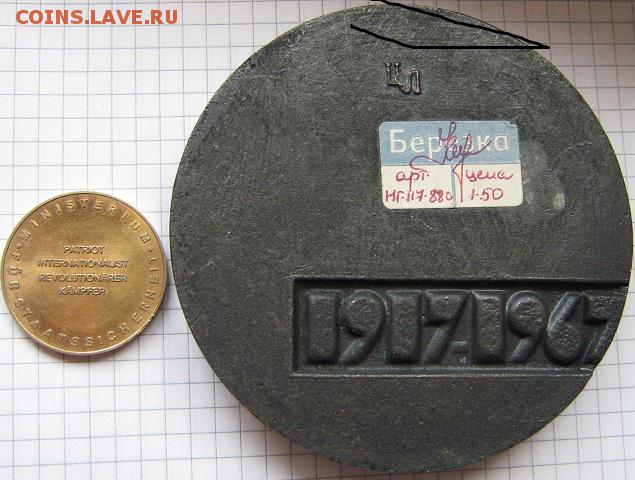 COINS.LAVE.RU
ЦЛ
Березка
арт. цена
НГ-117-880 1-50
1917-1967
* MINISTERIUM *
FÜR STAATSSICHERHEIT
PATRIOT
INTERNATIONALIST
REVOLUTIONÄRER
KÄMPFER